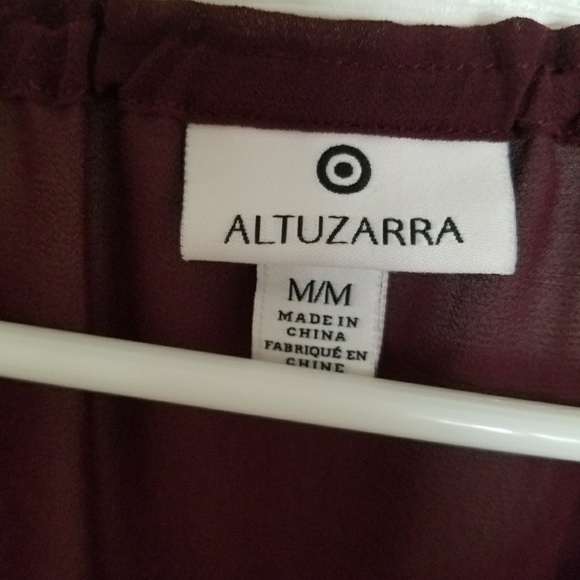 ALTUZARRA
M/M
MADE IN
CHINA
FABRIQUÉ EN
CHINE